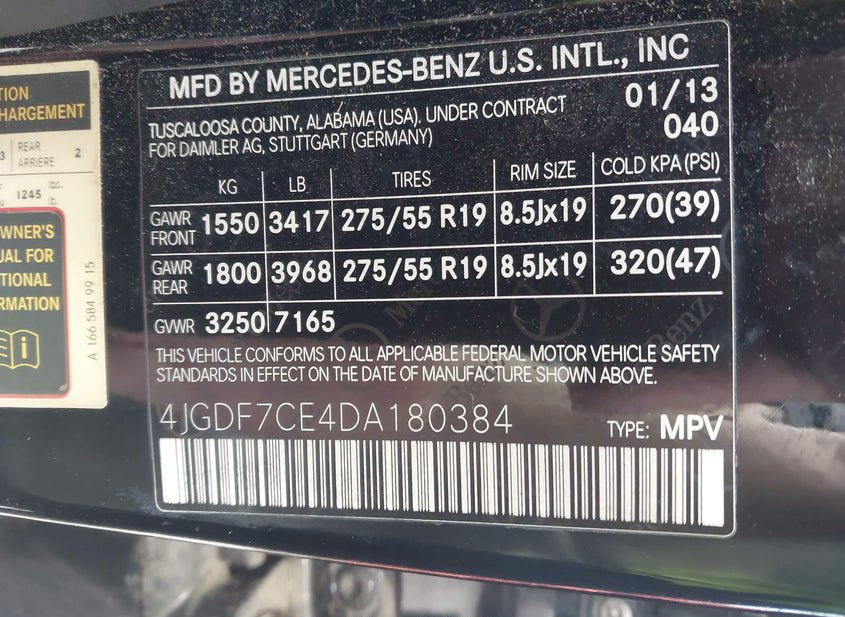 TION
HARGEMENT
3 REAR ARRIERE 2
1245 lbs. lb.
WNER'S
UAL FOR
TIONAL
ORMATION
A 166 584 99 15
MFD BY MERCEDES-BENZ U.S. INTL., INC
TUSCALOOSA COUNTY, ALABAMA (USA), UNDER CONTRACT 01/13
FOR DAIMLER AG, STUTTGART (GERMANY) 040
KG LB TIRES RIM SIZE COLD KPA(PSI)
GAWR FRONT 1550 3417 275/55 R19 8.5Jx19 270(39)
GAWR REAR 1800 3968 275/55 R19 8.5Jx19 320(47)
GVWR 3250 7165
THIS VEHICLE CONFORMS TO ALL APPLICABLE FEDERAL MOTOR VEHICLE SAFETY
STANDARDS IN EFFECT ON THE DATE OF MANUFACTURE SHOWN ABOVE.
4JGDF7CE4DA180384 TYPE: MPV